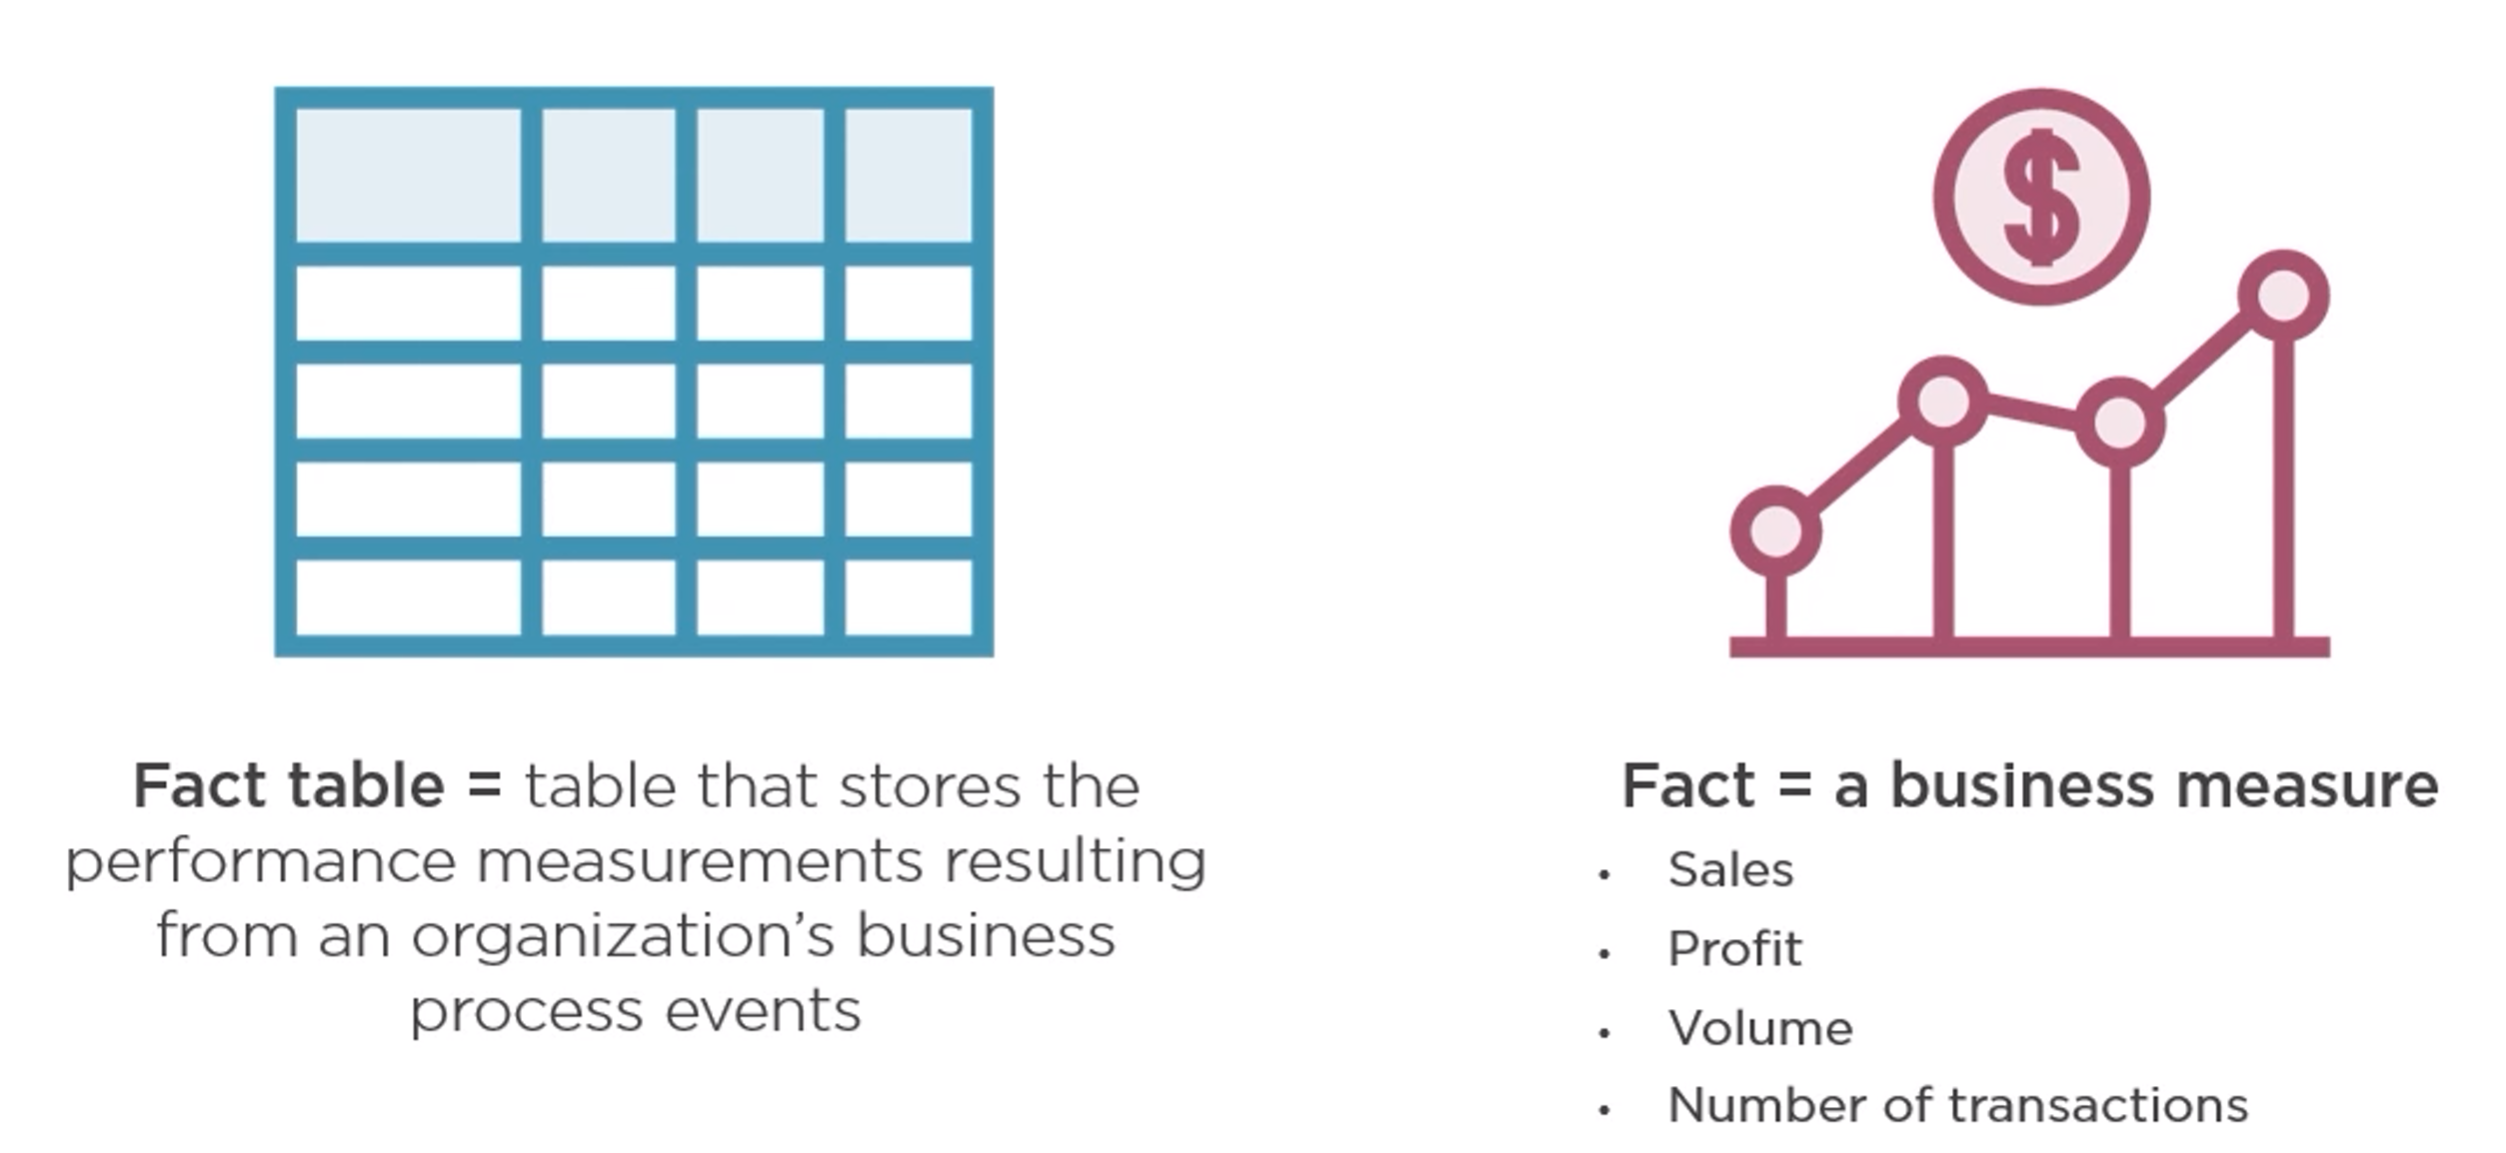 $
Fact table = table that stores the
performance measurements resulting
from an organization’s business
process events
Fact = a business measure
• Sales
• Profit
• Volume
• Number of transactions